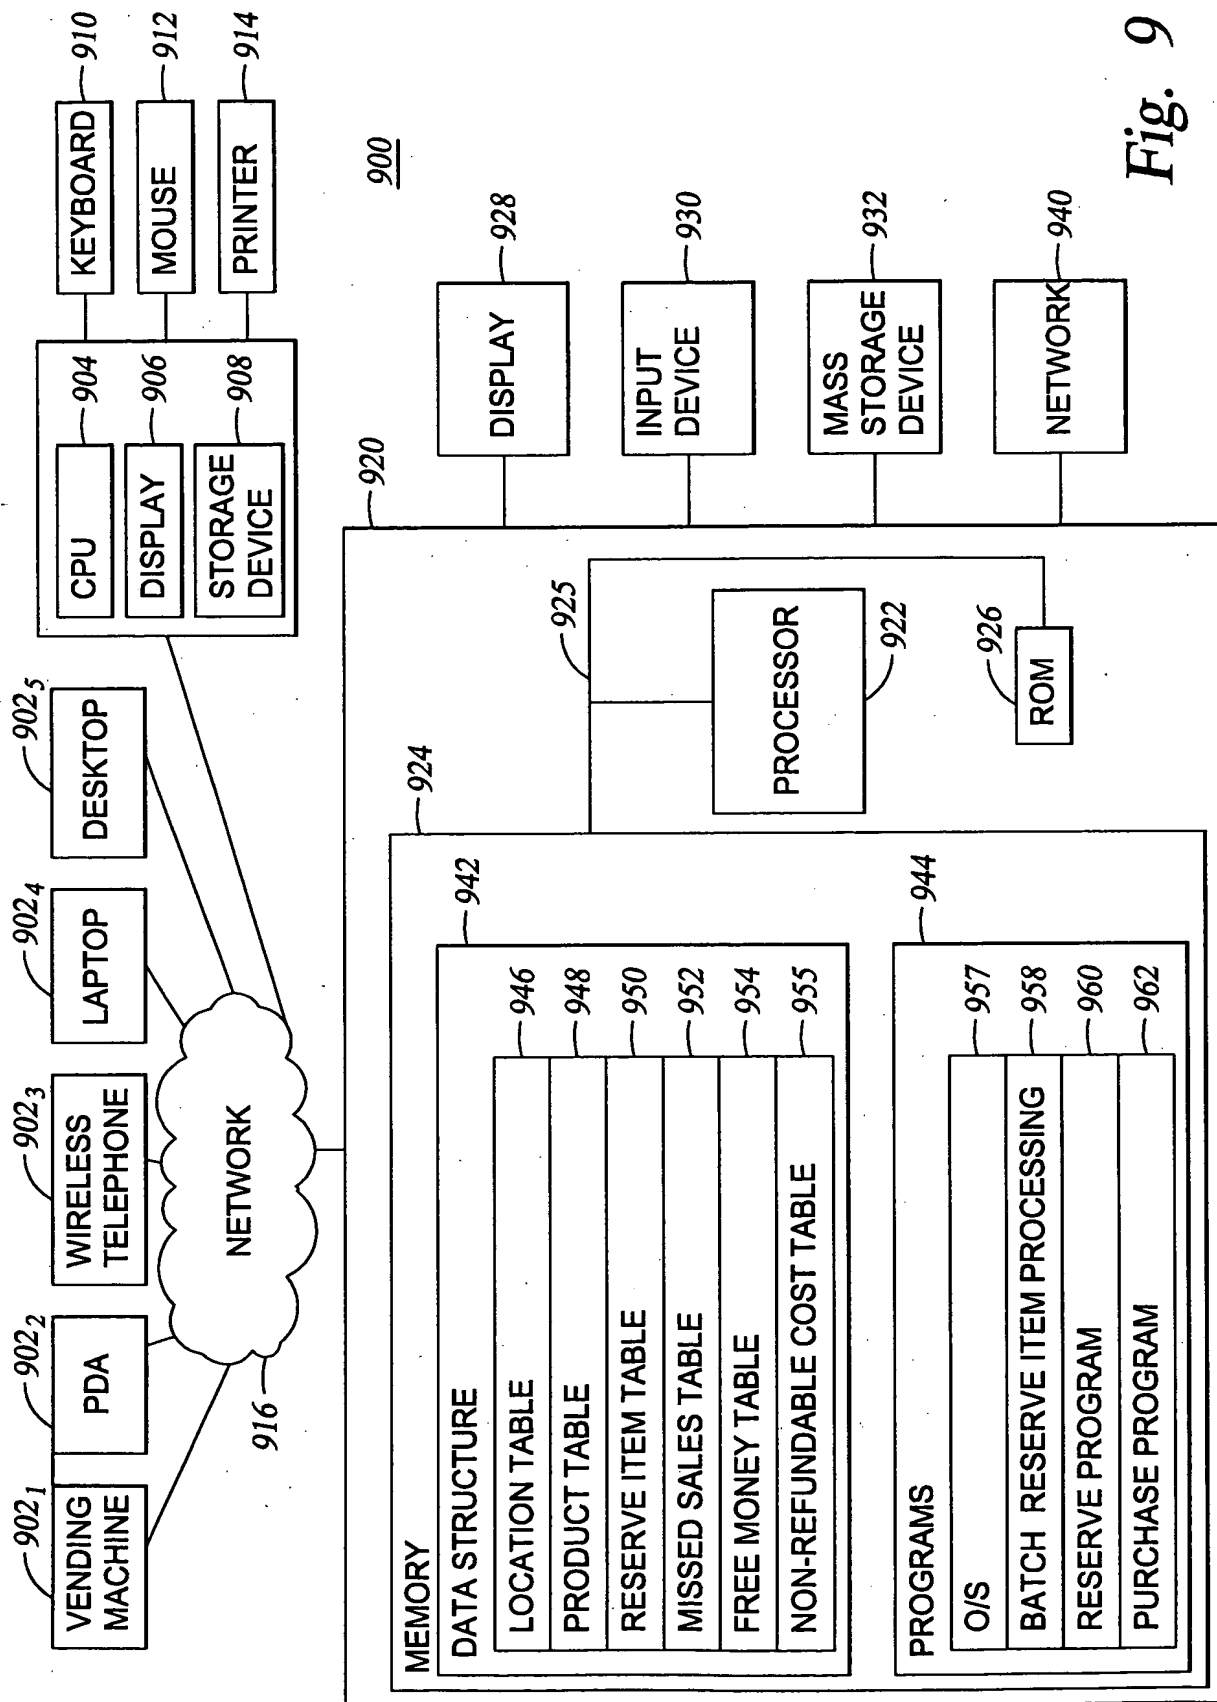 902₁
VENDING
MACHINE
902₂
PDA
902₃
WIRELESS
TELEPHONE
902₄
LAPTOP
902₅
DESKTOP
CPU
904
DISPLAY
906
STORAGE
DEVICE
908
KEYBOARD
910
MOUSE
912
PRINTER
914
NETWORK
916
900
920
MEMORY
924
DATA STRUCTURE
942
LOCATION TABLE
946
PRODUCT TABLE
948
RESERVE ITEM TABLE
950
MISSED SALES TABLE
952
FREE MONEY TABLE
954
NON-REFUNDABLE COST TABLE
955
PROGRAMS
944
O/S
957
BATCH RESERVE ITEM PROCESSING
958
RESERVE PROGRAM
960
PURCHASE PROGRAM
962
925
PROCESSOR
922
926
ROM
DISPLAY
928
INPUT
DEVICE
930
MASS
STORAGE
DEVICE
932
NETWORK
940
Fig. 9